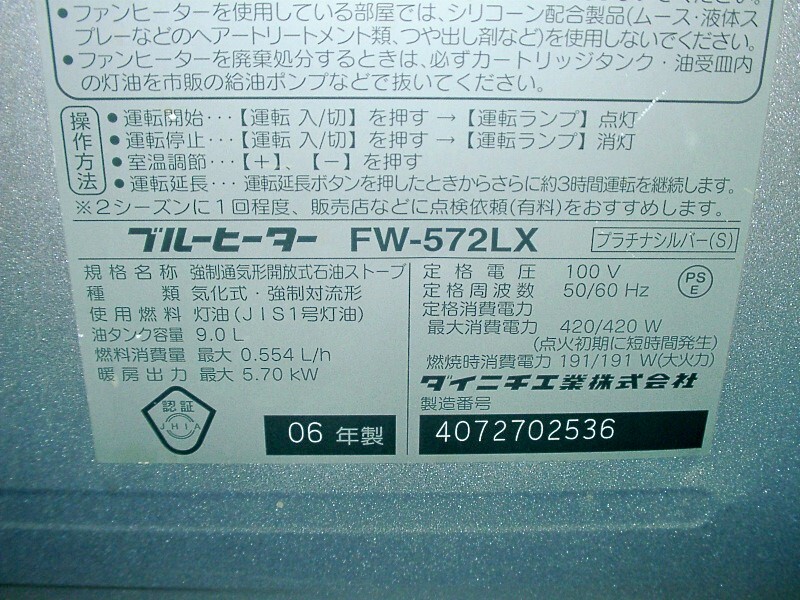 ● ファンヒーターを使用している部屋では、シリコーン配合製品(ムース・液体ス
プレーなどのヘアートリートメント類、つや出し剤など)を使用しないでください。
● ファンヒーターを廃棄処分するときは、必ずカートリッジタンク・油受皿内
の灯油を市販の給油ポンプなどで抜いてください。
操作方法
● 運転開始･･･【運転 入/切】を押す → 【運転ランプ】点灯
● 運転停止･･･【運転 入/切】を押す → 【運転ランプ】消灯
● 室温調節･･･【＋】、【－】を押す
● 運転延長･･･運転延長ボタンを押したときからさらに約3時間運転を継続します。
※2シーズンに1回程度、販売店などに点検依頼(有料)をおすすめします。
ブルーヒーター FW-572LX プラチナシルバー(S)
規格名称 強制通気形開放式石油ストーブ
種類 気化式・強制対流形
使用燃料 灯油(JIS1号灯油)
油タンク容量 9.0 L
燃料消費量 最大 0.554 L/h
暖房出力 最大 5.70 kW
認証
JHIA
06 年製
定格電圧 100 V
定格周波数 50/60 Hz
PS
E
定格消費電力
最大消費電力 420/420 W
(点火初期に短時間発生)
燃焼時消費電力 191/191 W(大火力)
ダイニチ工業株式会社
製造番号
4072702536